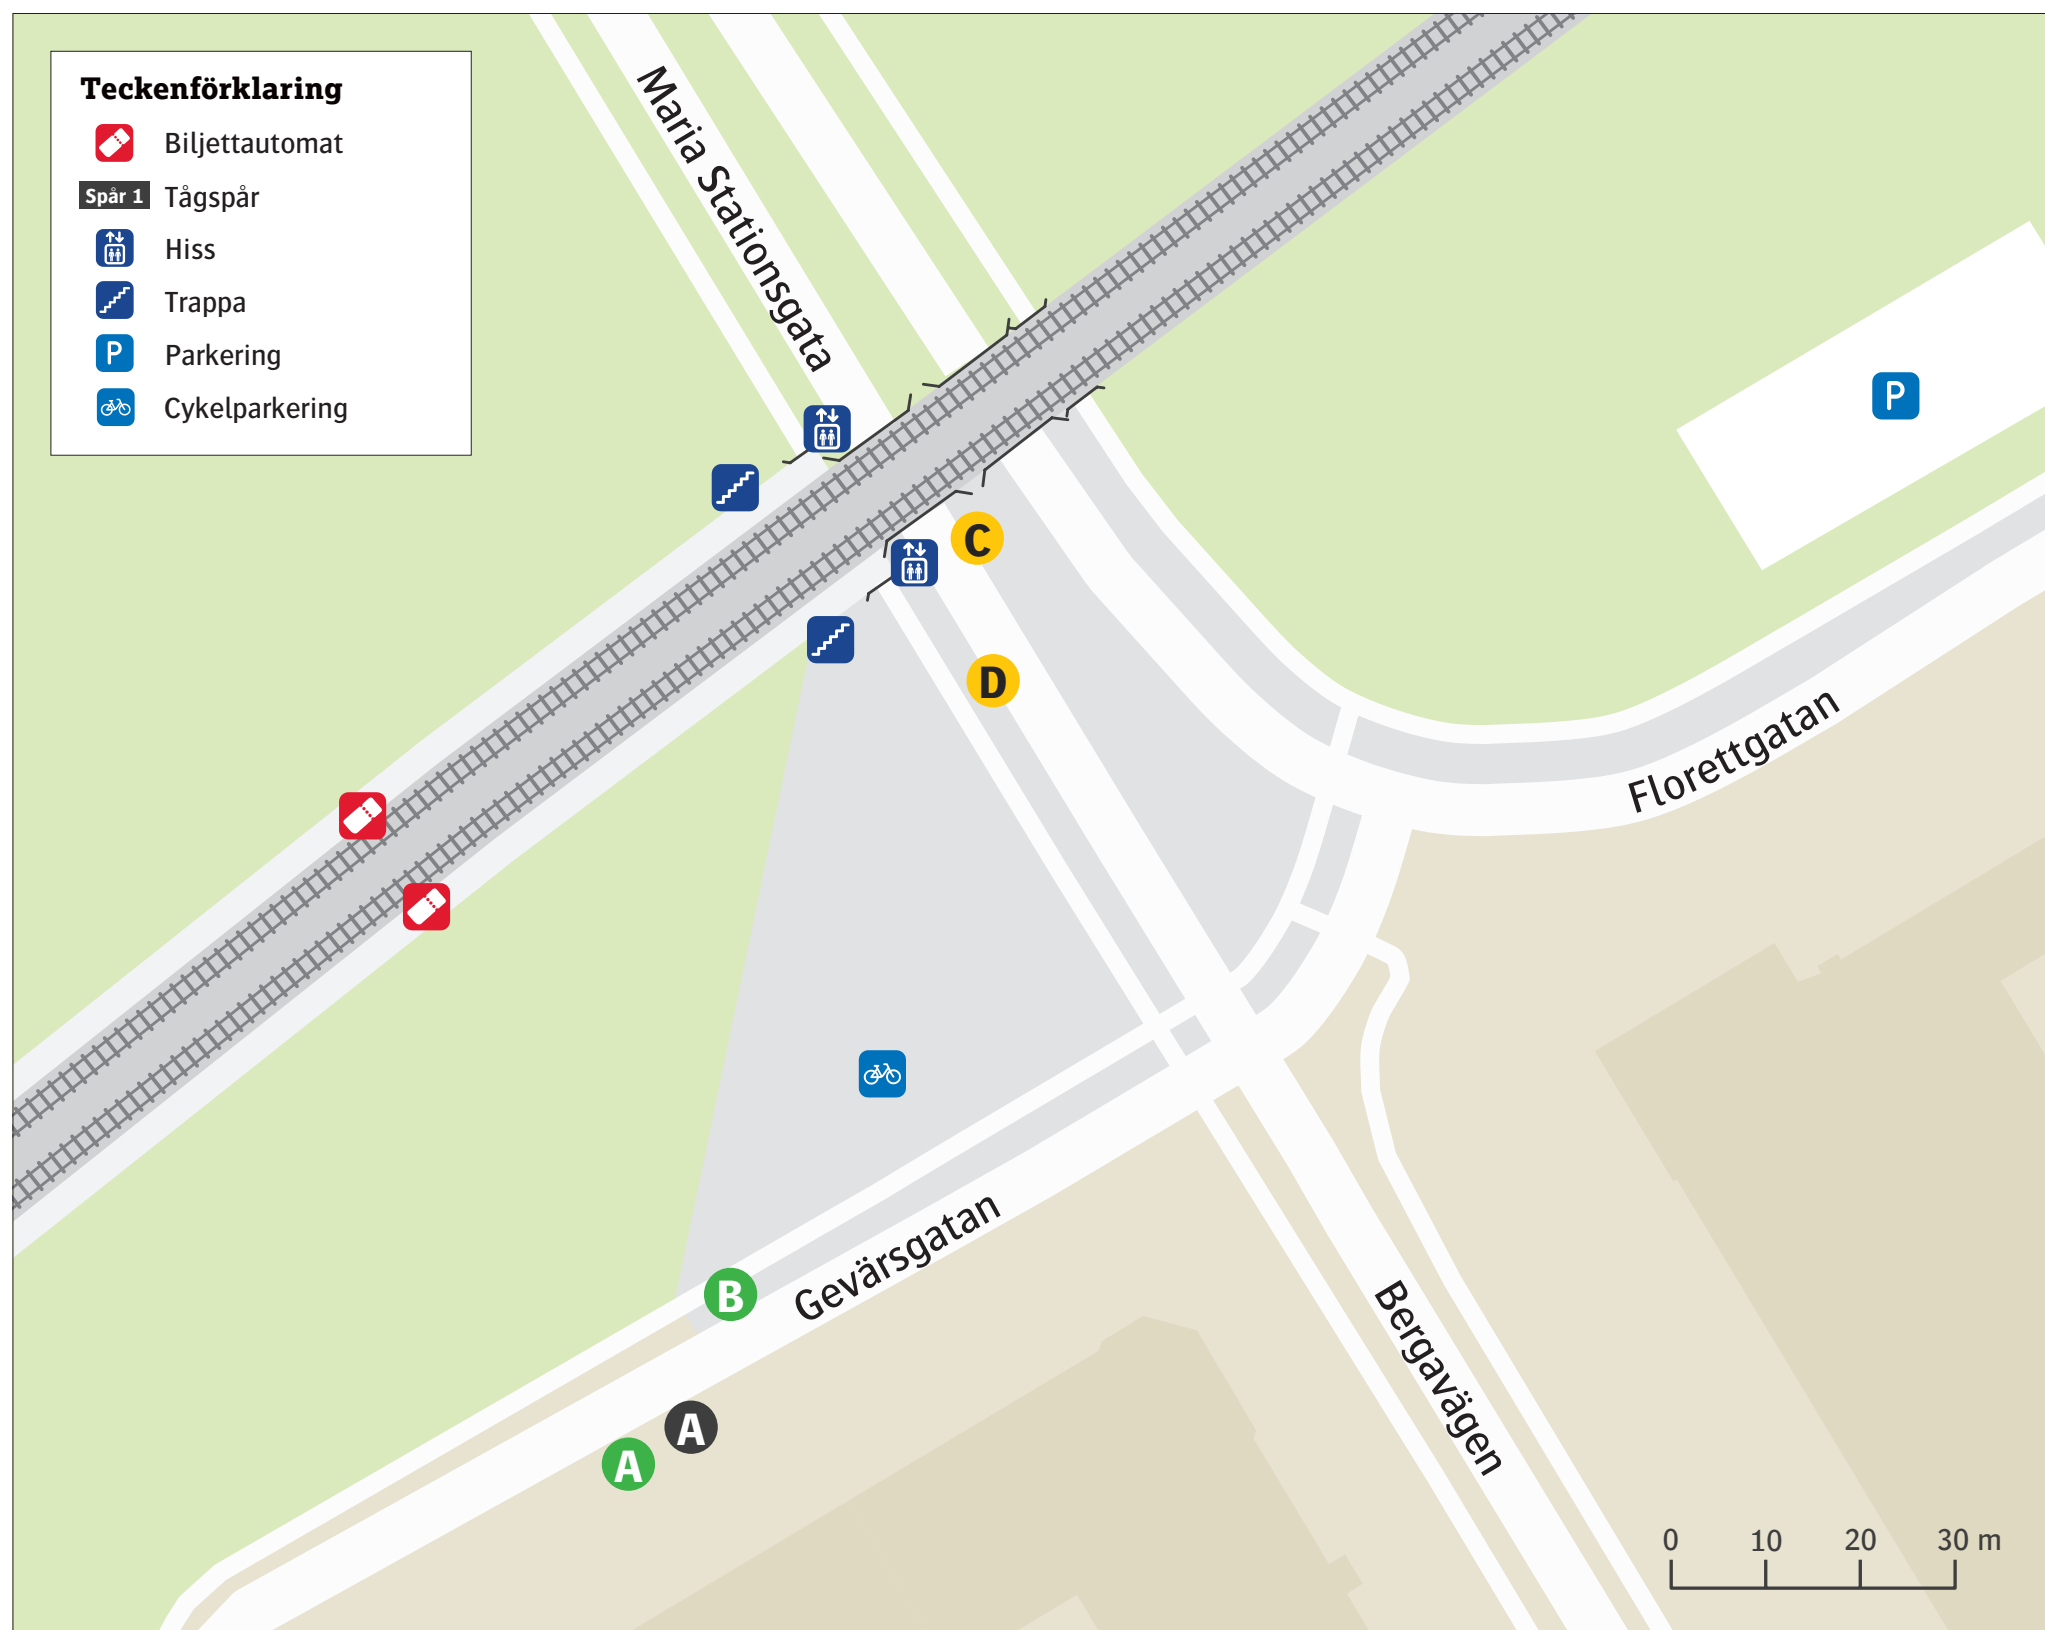 Teckenförklaring
Biljettautomat
Spår 1 Tågspår
Hiss
Trappa
P Parkering
Cykelparkering
Maria Stationsgata
P
C
D
Florettgatan
Gevärsgatan
B
Bergavägen
A
A
0 10 20 30 m